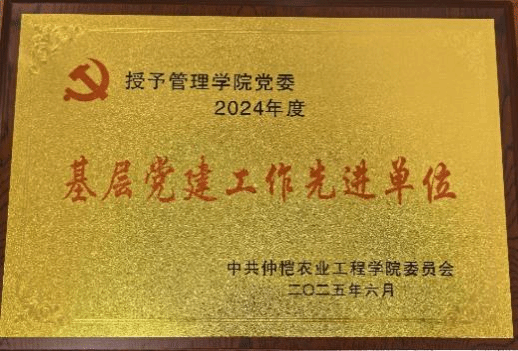 授予管理学院党委
2024年度
基层党建工作先进单位
中共仲恺农业工程学院委员会
二〇二五年六月